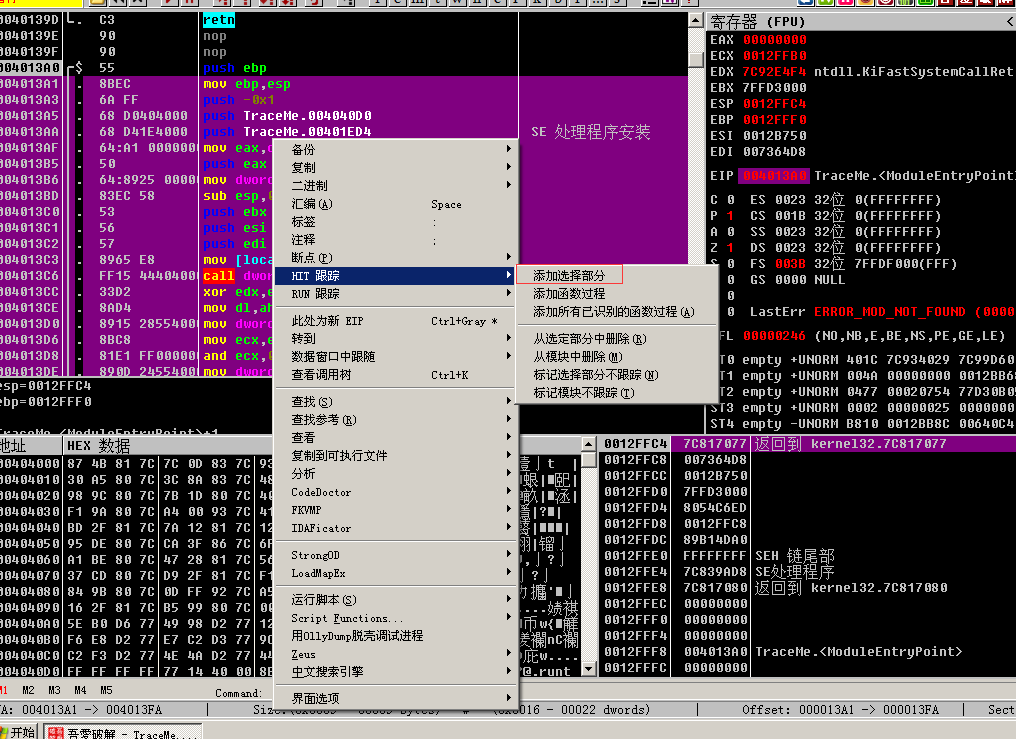 0040139D C3 retn
0040139E 90 nop
0040139F 90 nop
004013A0 $ 55 push ebp
004013A1 . 8BEC mov ebp,esp
004013A3 . 6A FF push -0x1
004013A5 . 68 D0404000 push TraceMe.004040D0
004013AA . 68 D41E4000 push TraceMe.00401ED4 SE 处理程序安装
004013AF . 64:A1 0000000 mov eax,
004013B5 . 50 push eax
004013B6 . 64:8925 0000 mov dword
004013BD . 83EC 58 sub esp,
004013C0 . 53 push ebx
004013C1 . 56 push esi
004013C2 . 57 push edi
004013C3 . 8965 E8 mov [loca
004013C6 . FF15 44404000 call dwor
004013CC . 33D2 xor edx,e
004013CE . 8AD4 mov dl,ah
004013D0 . 8915 28554000 mov dword
004013D6 . 8BC8 mov ecx,e
004013D8 . 81E1 FF000000 and ecx,
004013DE . 890D 24554000 mov dword
esp=0012FFC4
ebp=0012FFF0
TraceMe.<ModuleEntryPoint>+1
备份
复制
二进制
汇编(A) Space
标签 :
注释 ;
断点(P)
HIT 跟踪
RUN 跟踪
此处为新 EIP Ctrl+Gray *
转到
数据窗口中跟随
查看调用树 Ctrl+K
查找(S)
查找参考(R)
查看
复制到可执行文件
分析
CodeDoctor
FKVMP
IDAFicator
StrongOD
LoadMapEx
运行脚本(S)
Script Functions...
用OllyDump脱壳调试进程
Zeus
中文搜索引擎
界面选项
添加选择部分
添加函数过程
添加所有已识别的函数过程(A)
从选定部分中删除(R)
从模块中删除(M)
标记选择部分不跟踪(N)
标记模块不跟踪(T)
寄存器 (FPU) <
EAX 00000000
ECX 0012FFB0
EDX 7C92E4F4 ntdll.KiFastSystemCallRet
EBX 7FFD3000
ESP 0012FFC4
EBP 0012FFF0
ESI 0012B750
EDI 007364D8
EIP 004013A0 TraceMe.<ModuleEntryPoint>
C 0 ES 0023 32位 0(FFFFFFFF)
P 1 CS 001B 32位 0(FFFFFFFF)
A 0 SS 0023 32位 0(FFFFFFFF)
Z 1 DS 0023 32位 0(FFFFFFFF)
S 0 FS 003B 32位 7FFDF000(FFF)
0 GS 0000 NULL
0
0 LastErr ERROR_MOD_NOT_FOUND (0000
FL 00000246 (NO,NB,E,BE,NS,PE,GE,LE)
ST0 empty +UNORM 401C 7C934029 7C99D60
ST1 empty +UNORM 004A 00000000 0012BB68
ST2 empty +UNORM 0477 00020754 77D30B05
ST3 empty +UNORM 0002 00000025 0000000
ST4 empty -UNORM B810 0012BB8C 00640C4
地址 HEX 数据
00404000 87 4B 81 7C 7C 0D 83 7C 93
00404010 30 A5 80 7C 3C 8A 83 7C 48
00404020 98 9C 80 7C 7B 1D 80 7C 40
00404030 F1 9A 80 7C A4 00 93 7C 41
00404040 BD 2F 81 7C 7A 12 81 7C 12
00404050 95 DE 80 7C CA 3F 86 7C 6F
00404060 A1 BE 80 7C 47 28 81 7C 56
00404070 37 CD 80 7C D9 2F 81 7C F1
00404080 84 9B 80 7C 0D FF 92 7C A5
00404090 16 2F 81 7C B5 99 80 7C 00
004040A0 5E B0 D6 77 49 98 D2 77 12
004040B0 F6 E8 D2 77 E7 C2 D3 77 9C
004040C0 C2 F3 D2 77 4E 4A D2 77 44
004040D0 FF FF FF FF 77 14 40 00 8B
0012FFC4 7C817077 返回到 kernel32.7C817077
0012FFC8 007364D8
0012FFCC 0012B750
0012FFD0 7FFD3000
0012FFD4 8054C6ED
0012FFD8 0012FFC8
0012FFDC 89B14DA0
0012FFE0 FFFFFFFF SEH 链尾部
0012FFE4 7C839AD8 SE处理程序
0012FFE8 7C817080 返回到 kernel32.7C817080
0012FFEC 00000000
0012FFF0 00000000
0012FFF4 00000000
0012FFF8 004013A0 TraceMe.<ModuleEntryPoint>
0012FFFC 00000000
M1 M2 M3 M4 M5 Command:
A: 004013A1 -> 004013FA
Offset: 000013A1 -> 000013FA Sect
开始 吾愛破解 - TraceMe....